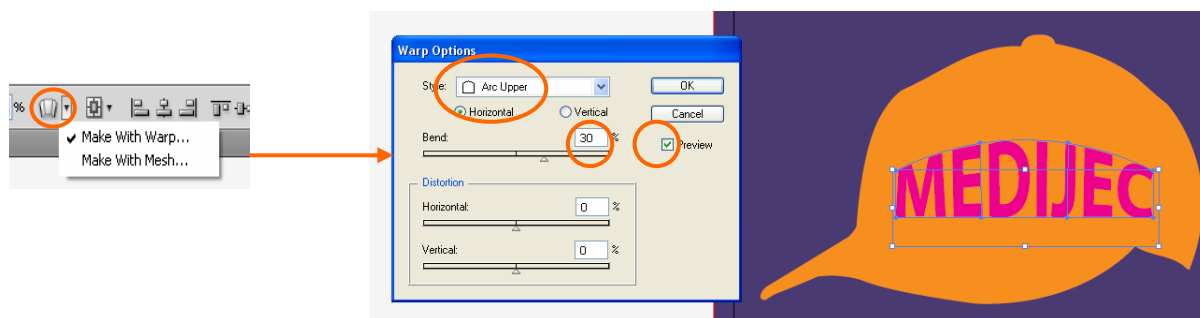 %
Make With Warp...
Make With Mesh...
Warp Options
Style: Arc Upper
Horizontal Vertical
Bend: 30 %
Distortion
Horizontal: 0 %
Vertical: 0 %
OK
Cancel
Preview
MEDIJEC